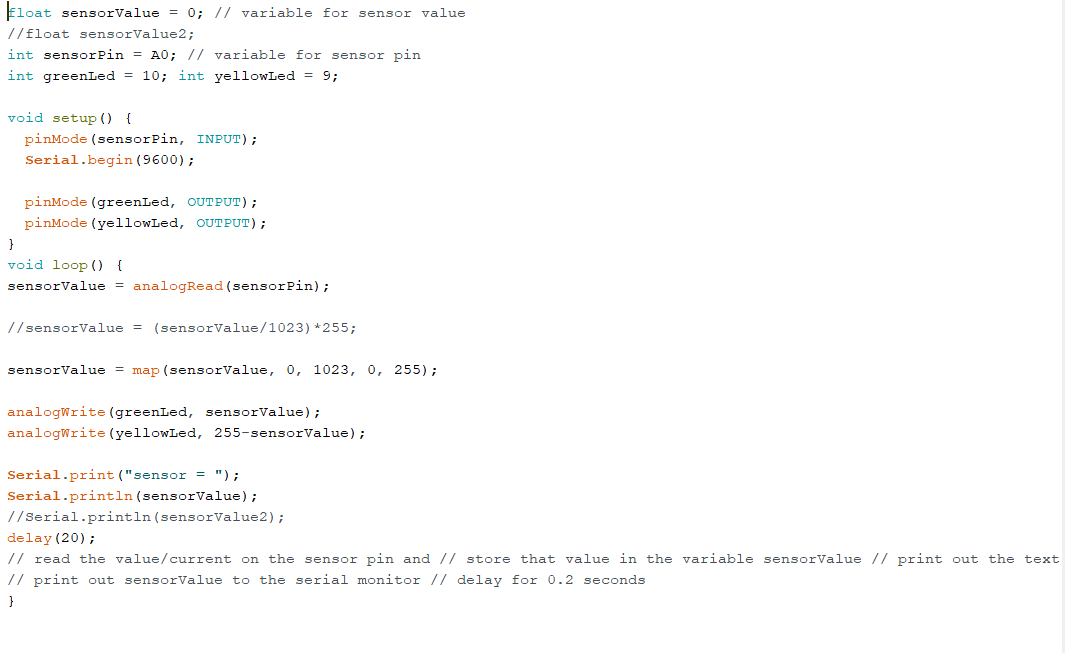 float sensorValue = 0; // variable for sensor value
//float sensorValue2;
int sensorPin = A0; // variable for sensor pin
int greenLed = 10; int yellowLed = 9;
void setup() {
pinMode(sensorPin, INPUT);
Serial.begin(9600);
pinMode(greenLed, OUTPUT);
pinMode(yellowLed, OUTPUT);
}
void loop() {
sensorValue = analogRead(sensorPin);
//sensorValue = (sensorValue/1023)*255;
sensorValue = map(sensorValue, 0, 1023, 0, 255);
analogWrite(greenLed, sensorValue);
analogWrite(yellowLed, 255-sensorValue);
Serial.print("sensor = ");
Serial.println(sensorValue);
//Serial.println(sensorValue2);
delay(20);
// read the value/current on the sensor pin and // store that value in the variable sensorValue // print out the text
// print out sensorValue to the serial monitor // delay for 0.2 seconds
}